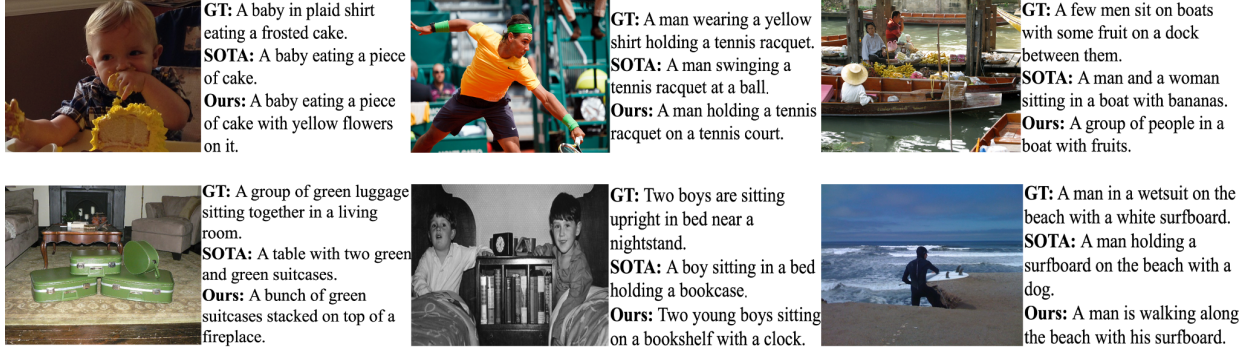 GT: A baby in plaid shirt
eating a frosted cake.
SOTA: A baby eating a piece
of cake.
Ours: A baby eating a piece
of cake with yellow flowers
on it.
GT: A man wearing a yellow
shirt holding a tennis racquet.
SOTA: A man swinging a
tennis racquet at a ball.
Ours: A man holding a tennis
racquet on a tennis court.
GT: A few men sit on boats
with some fruit on a dock
between them.
SOTA: A man and a woman
sitting in a boat with bananas.
Ours: A group of people in a
boat with fruits.
GT: A group of green luggage
sitting together in a living
room.
SOTA: A table with two green
and green suitcases.
Ours: A bunch of green
suitcases stacked on top of a
fireplace.
GT: Two boys are sitting
upright in bed near a
nightstand.
SOTA: A boy sitting in a bed
holding a bookcase.
Ours: Two young boys sitting
on a bookshelf with a clock.
GT: A man in a wetsuit on the
beach with a white surfboard.
SOTA: A man holding a
surfboard on the beach with a
dog.
Ours: A man is walking along
the beach with his surfboard.